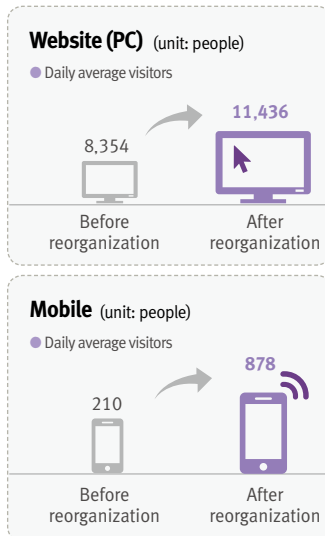 Website (PC) (unit: people)
Daily average visitors
11,436
8,354
Before
reorganization
After
reorganization
Mobile (unit: people)
Daily average visitors
878
210
Before
reorganization
After
reorganization